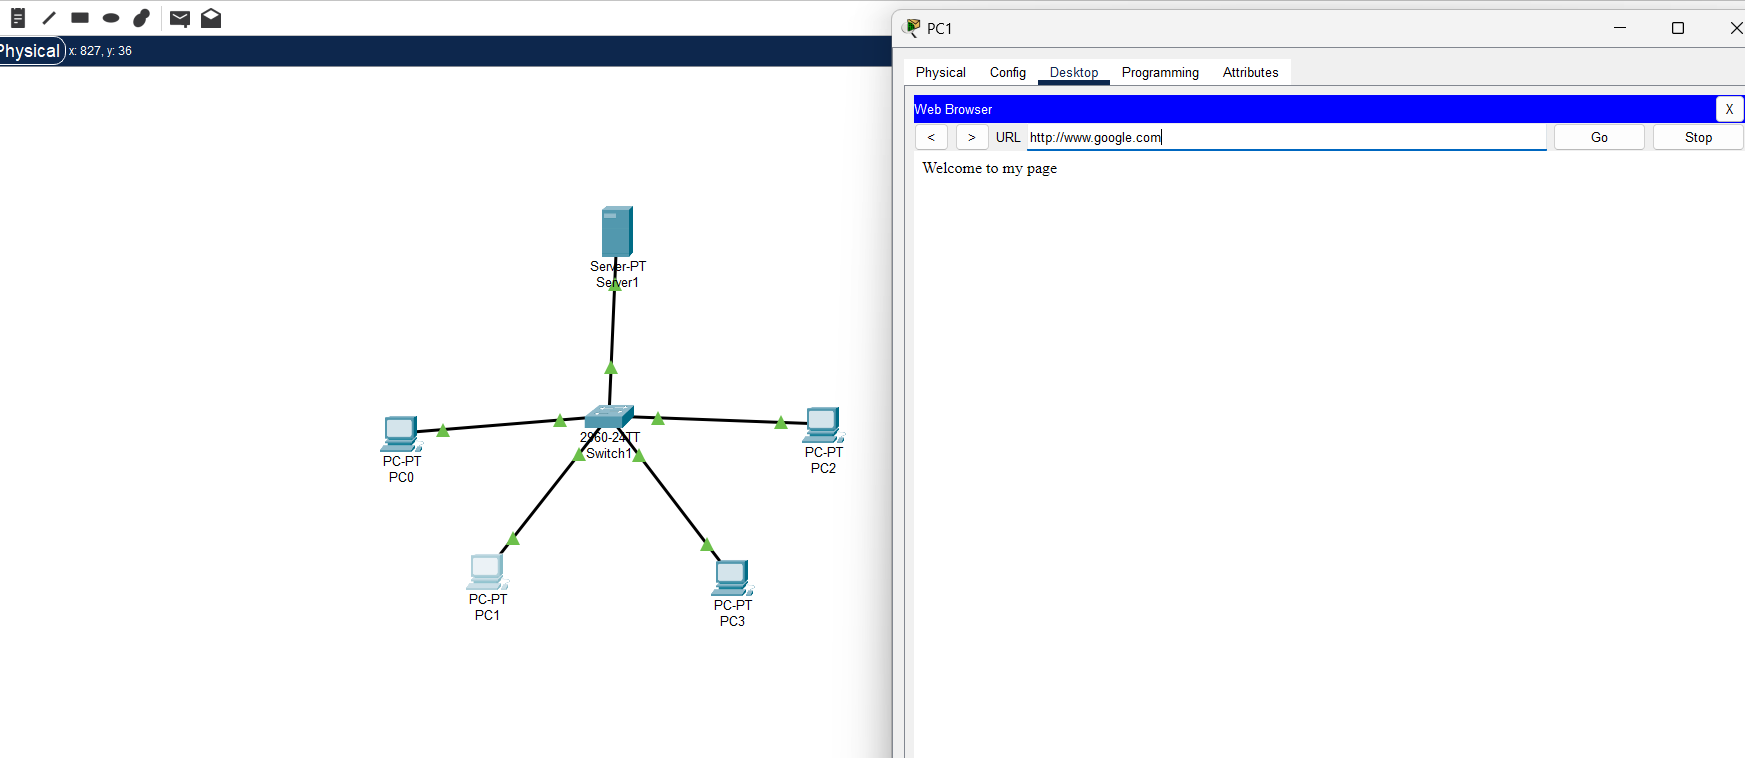 Physical x: 827, y: 36
PC1
Physical Config Desktop Programming Attributes
Web Browser X
< > URL http://www.google.com Go Stop
Welcome to my page
Server-PT
Server1
2960-24TT
Switch1
PC-PT
PC0
PC-PT
PC2
PC-PT
PC1
PC-PT
PC3